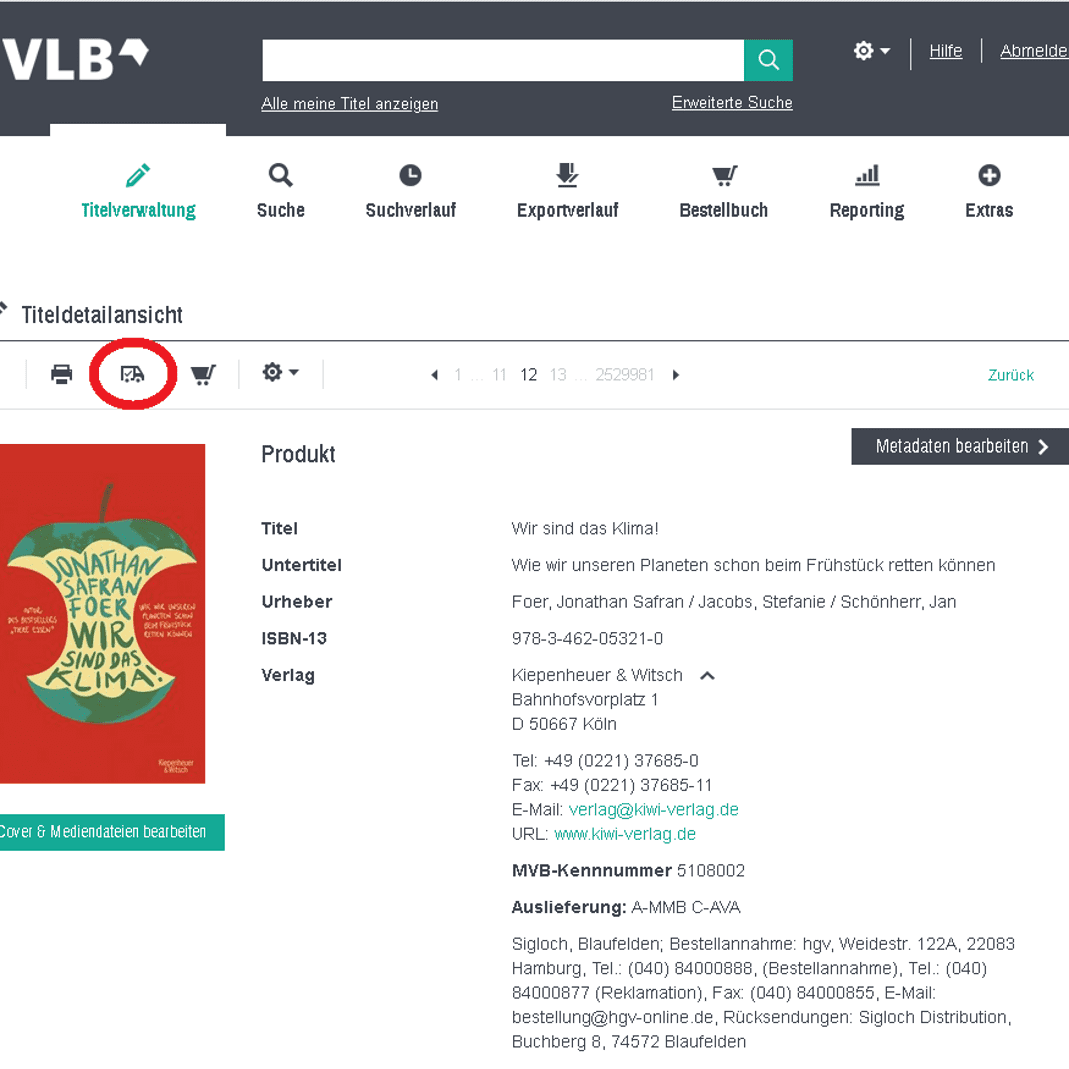 VLB
Hilfe
Abmelde
Alle meine Titel anzeigen
Erweiterte Suche
Titelverwaltung
Suche
Suchverlauf
Exportverlauf
Bestellbuch
Reporting
Extras
Titeldetailansicht
1 ... 11 12 13 ... 2529981
Zurück
Metadaten bearbeiten
Produkt
Titel
Wir sind das Klima!
Untertitel
Wie wir unseren Planeten schon beim Frühstück retten können
Urheber
Foer, Jonathan Safran / Jacobs, Stefanie / Schönherr, Jan
ISBN-13
978-3-462-05321-0
Verlag
Kiepenheuer & Witsch
Bahnhofsvorplatz 1
D 50667 Köln
Tel: +49 (0221) 37685-0
Fax: +49 (0221) 37685-11
E-Mail: verlag@kiwi-verlag.de
URL: www.kiwi-verlag.de
MVB-Kennnummer 5108002
Auslieferung: A-MMB C-AVA
Sigloch, Blaufelden; Bestellannahme: hgv, Weidestr. 122A, 22083
Hamburg, Tel.: (040) 84000888, (Bestellannahme), Tel.: (040)
84000877 (Reklamation), Fax: (040) 84000855, E-Mail:
bestellung@hgv-online.de, Rücksendungen: Sigloch Distribution,
Buchberg 8, 74572 Blaufelden
JONATHAN
SAFRAN
FOER
WIR
SIND DAS
KLIMA!
AUTOR
DES BESTSELLERS
„TIERE ESSEN"
WIE WIR UNSEREN
PLANETEN SCHON
BEIM FRÜHSTÜCK
RETTEN KÖNNEN
Kiepenheuer
& Witsch
Cover & Mediendateien bearbeiten